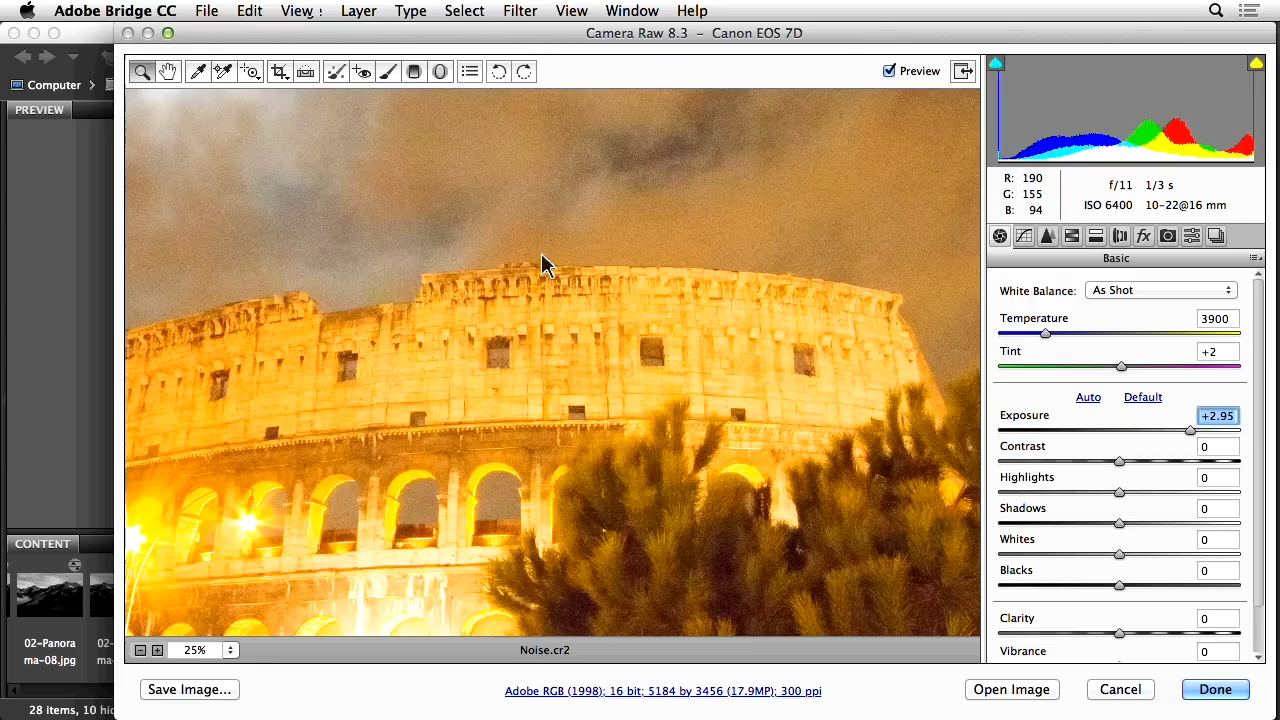 Adobe Bridge CC File Edit View Layer Type Select Filter View Window Help
Camera Raw 8.3 – Canon EOS 7D
Computer
Preview
PREVIEW
R: 190
G: 155
B: 94
f/11 1/3 s
ISO 6400 10-22@16 mm
Basic
White Balance: As Shot
Temperature 3900
Tint +2
Auto Default
Exposure +2.95
Contrast 0
Highlights 0
Shadows 0
Whites 0
Blacks 0
Clarity 0
Vibrance 0
CONTENT
02-Panora 02-
ma-08.jpg ma
25% Noise.cr2
Save Image... Adobe RGB (1998); 16 bit; 5184 by 3456 (17.9MP); 300 ppi Open Image Cancel Done
28 items, 10 hid